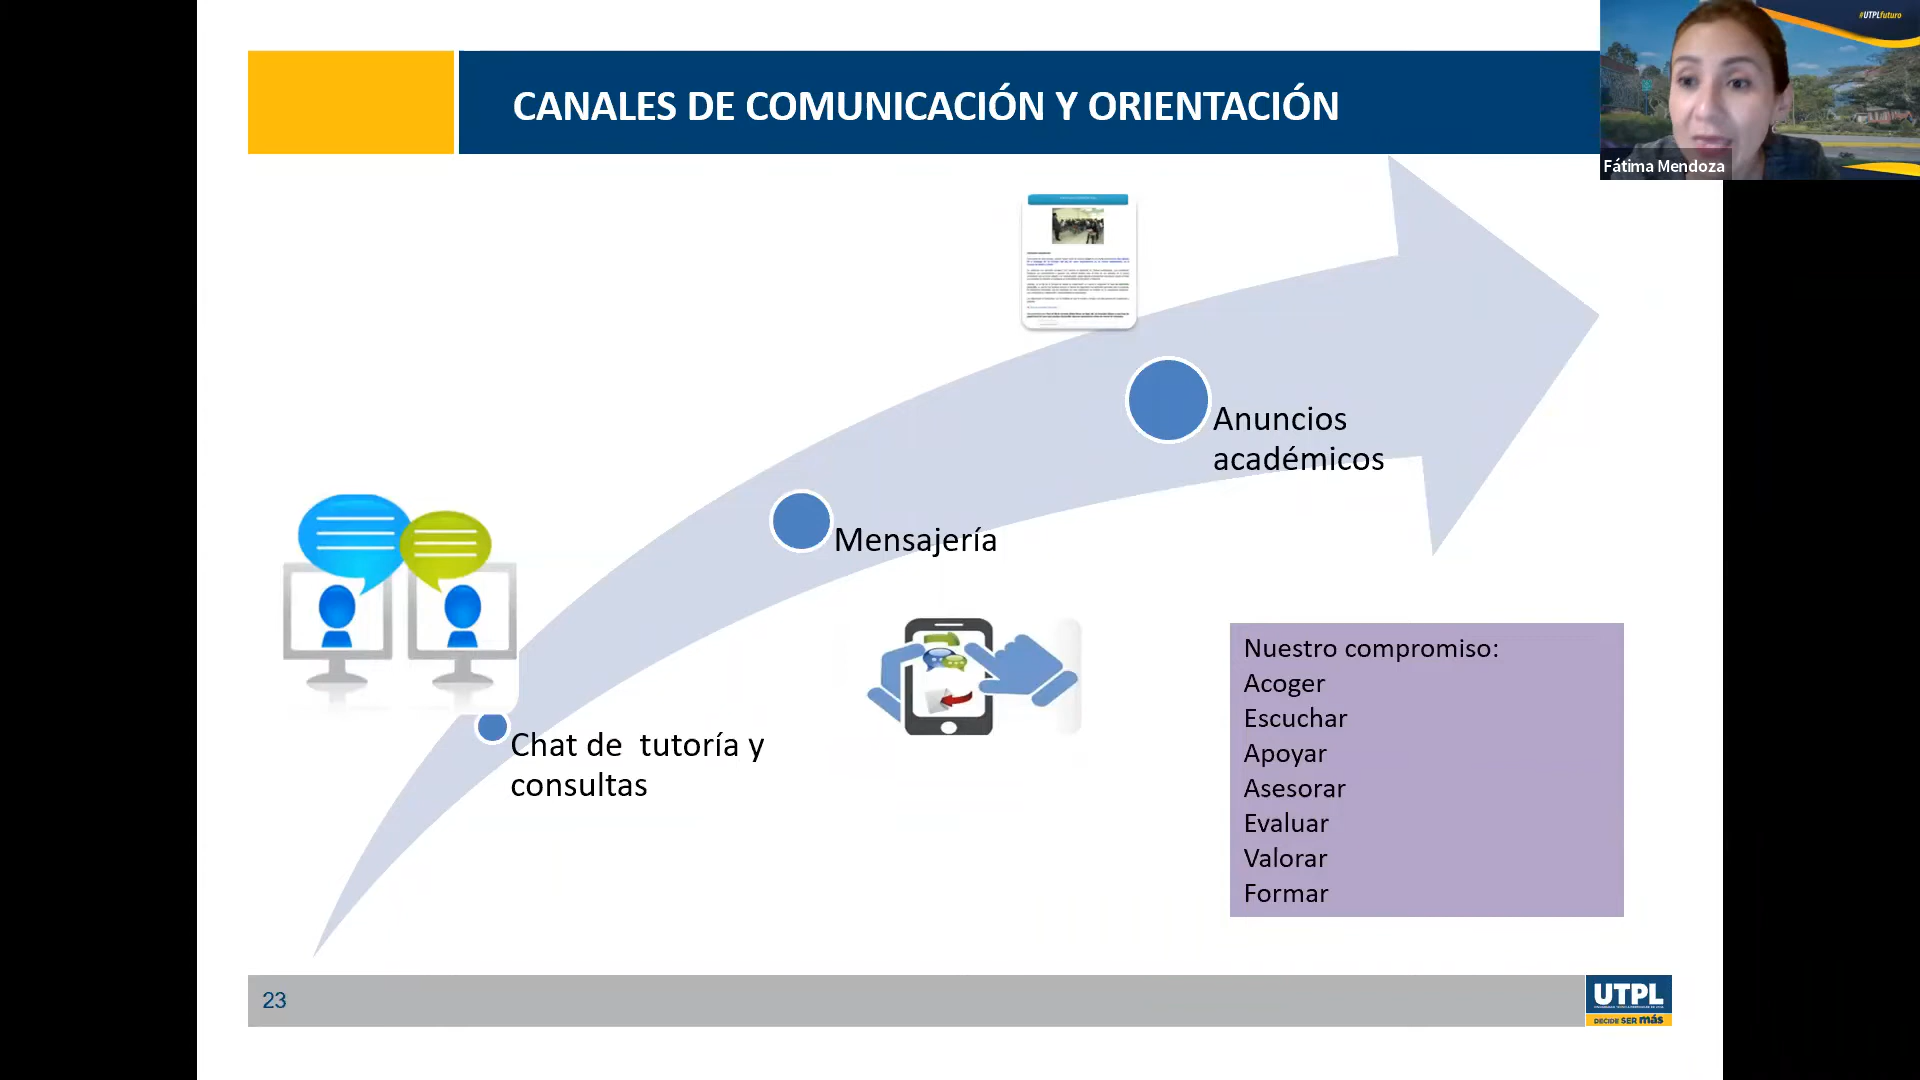 #UTPLfuturo
CANALES DE COMUNICACIÓN Y ORIENTACIÓN
Fátima Mendoza
Anuncios
académicos
Mensajería
Chat de  tutoría y
consultas
Nuestro compromiso:
Acoger
Escuchar
Apoyar
Asesorar
Evaluar
Valorar
Formar
23
UTPL
DECIDE SER más